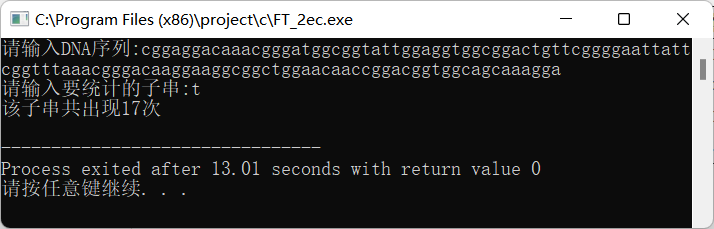 C:\Program Files (x86)\project\c\FT_2ec.exe
请输入DNA序列:cggaggacaaacgggatggcggtattggaggtggcggactgttcggggaattatt
cggtttaaacgggacaaggaaggcggctggaacaaccggacggtggcagcaaagga
请输入要统计的子串:t
该子串共出现17次
--------------------------------
Process exited after 13.01 seconds with return value 0
请按任意键继续. . .